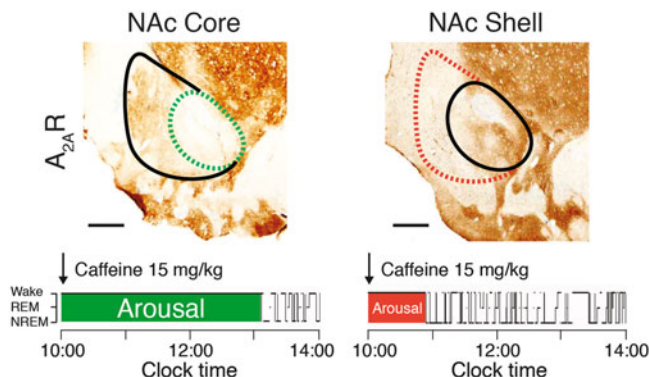 NAc Core
NAc Shell
A2AR
Caffeine 15 mg/kg
Caffeine 15 mg/kg
Wake
REM
NREM
Arousal
Arousal
10:00 12:00 14:00
10:00 12:00 14:00
Clock time
Clock time